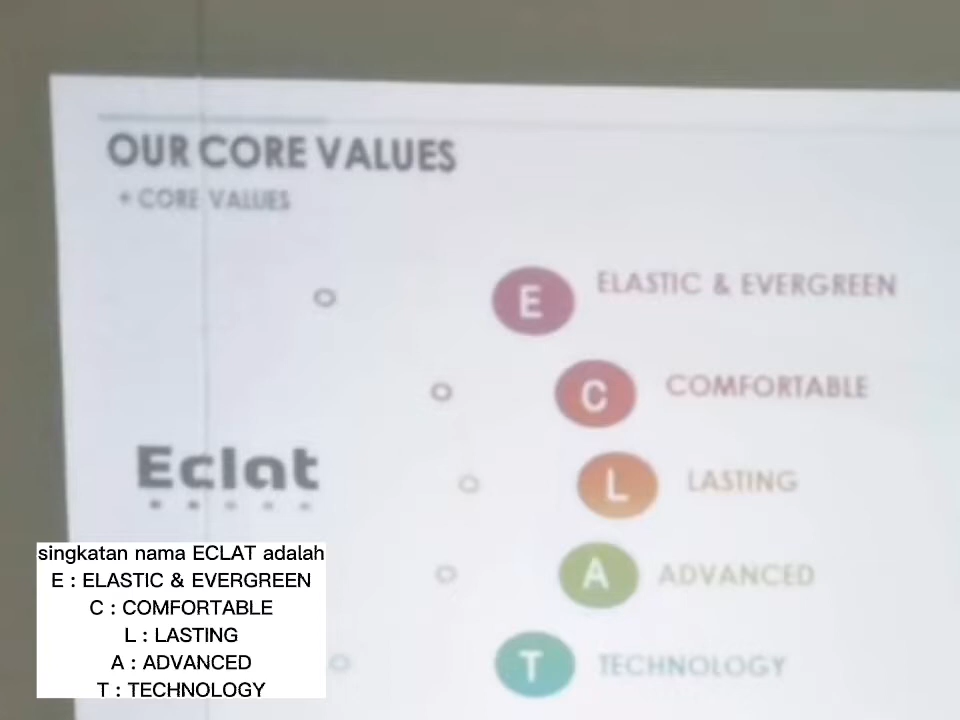 OUR CORE VALUES
+ CORE VALUES
E ELASTIC & EVERGREEN
C COMFORTABLE
Eclat
L LASTING
A ADVANCED
T TECHNOLOGY
singkatan nama ECLAT adalah
E : ELASTIC & EVERGREEN
C : COMFORTABLE
L : LASTING
A : ADVANCED
T : TECHNOLOGY